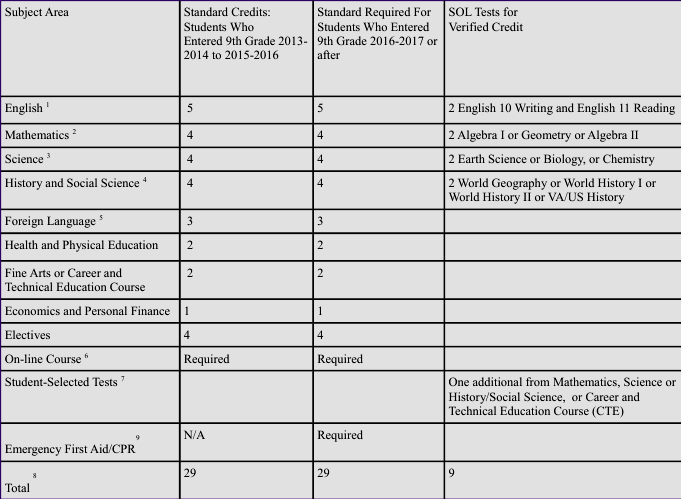 Subject Area
Standard Credits:
Students Who
Entered 9th Grade 2013-
2014 to 2015-2016
Standard Required For
Students Who Entered
9th Grade 2016-2017 or
after
SOL Tests for
Verified Credit
English 1
5
5
2 English 10 Writing and English 11 Reading
Mathematics 2
4
4
2 Algebra I or Geometry or Algebra II
Science 3
4
4
2 Earth Science or Biology, or Chemistry
History and Social Science 4
4
4
2 World Geography or World History I or
World History II or VA/US History
Foreign Language 5
3
3
Health and Physical Education
2
2
Fine Arts or Career and
Technical Education Course
2
2
Economics and Personal Finance
1
1
Electives
4
4
On-line Course 6
Required
Required
Student-Selected Tests 7
One additional from Mathematics, Science or
History/Social Science, or Career and
Technical Education Course (CTE)
Emergency First Aid/CPR 9
N/A
Required
Total 8
29
29
9